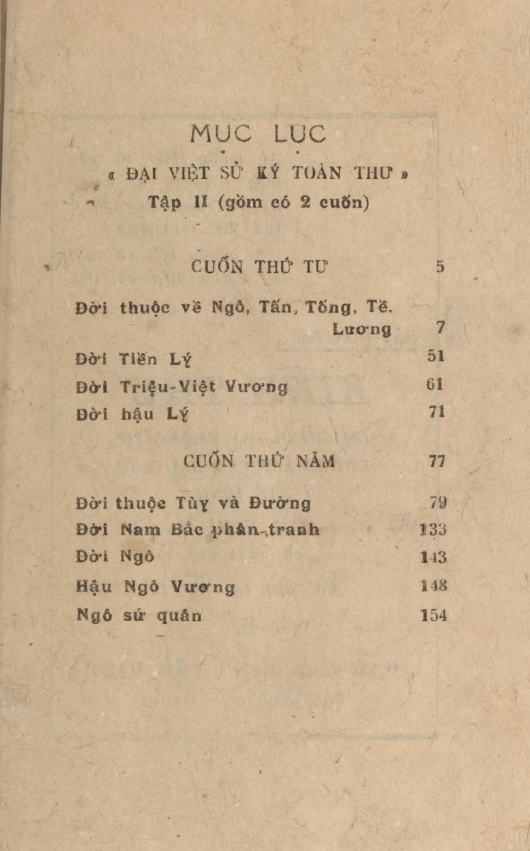 MỤC LỤC
« ĐẠI VIỆT SỬ KÝ TOÀN THƯ »
Tập II (gồm có 2 cuốn)
CUỐN THỨ TƯ 5
Đời thuộc về Ngô, Tấn, Tống, Tề.
Lương 7
Đời Tiền Lý 51
Đời Triệu-Việt Vương 61
Đời hậu Lý 71
CUỐN THỨ NĂM 77
Đời thuộc Tùy và Đường 79
Đời Nam Bắc phân-tranh 133
Đời Ngô 143
Hậu Ngô Vương 148
Ngô sứ quân 154